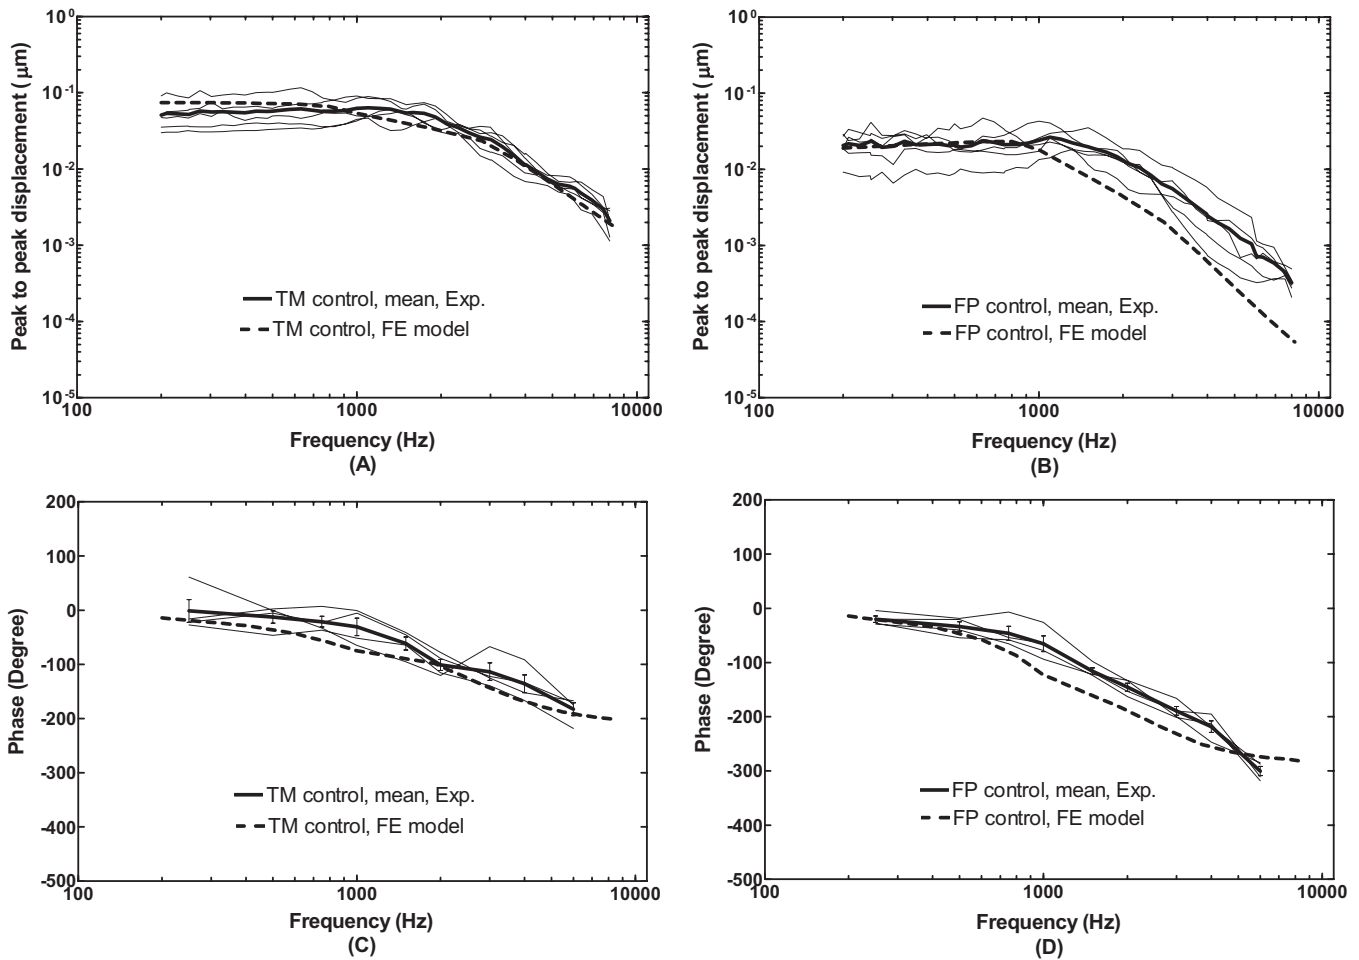 10^0
10^-1
10^-2
10^-3
10^-4
10^-5
100
1000
10000
Peak to peak displacement ( μm)
Frequency (Hz)
TM control, mean, Exp.
TM control, FE model
(A)
10^0
10^-1
10^-2
10^-3
10^-4
10^-5
100
1000
10000
Peak to peak displacement ( μm)
Frequency (Hz)
FP control, mean, Exp.
FP control, FE model
(B)
200
100
0
-100
-200
-300
-400
-500
100
1000
10000
Phase (Degree)
Frequency (Hz)
TM control, mean, Exp.
TM control, FE model
(C)
200
100
0
-100
-200
-300
-400
-500
100
1000
10000
Phase (Degree)
Frequency (Hz)
FP control, mean, Exp.
FP control, FE model
(D)